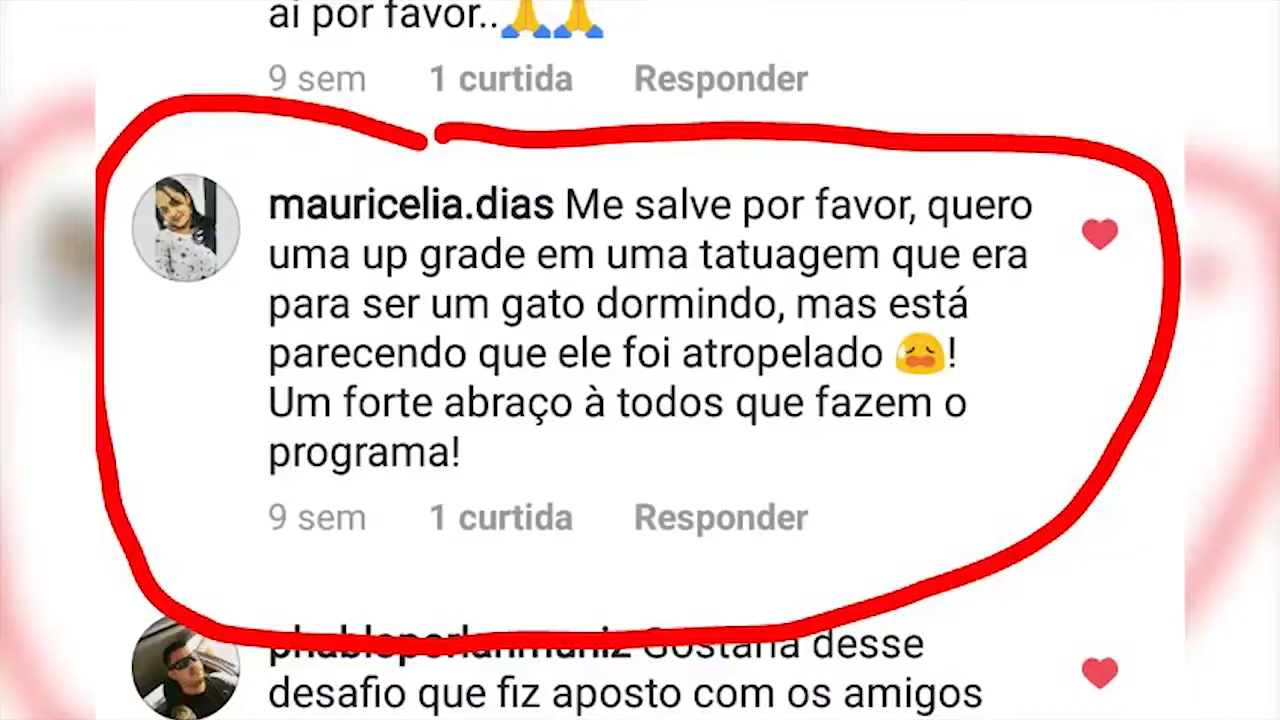 aí por favor..🙏🙏
9 sem 1 curtida Responder
mauricelia.dias Me salve por favor, quero
uma up grade em uma tatuagem que era
para ser um gato dormindo, mas está
parecendo que ele foi atropelado 😩!
Um forte abraço à todos que fazem o
programa!
9 sem 1 curtida Responder
desse
desafio que fiz aposto com os amigos